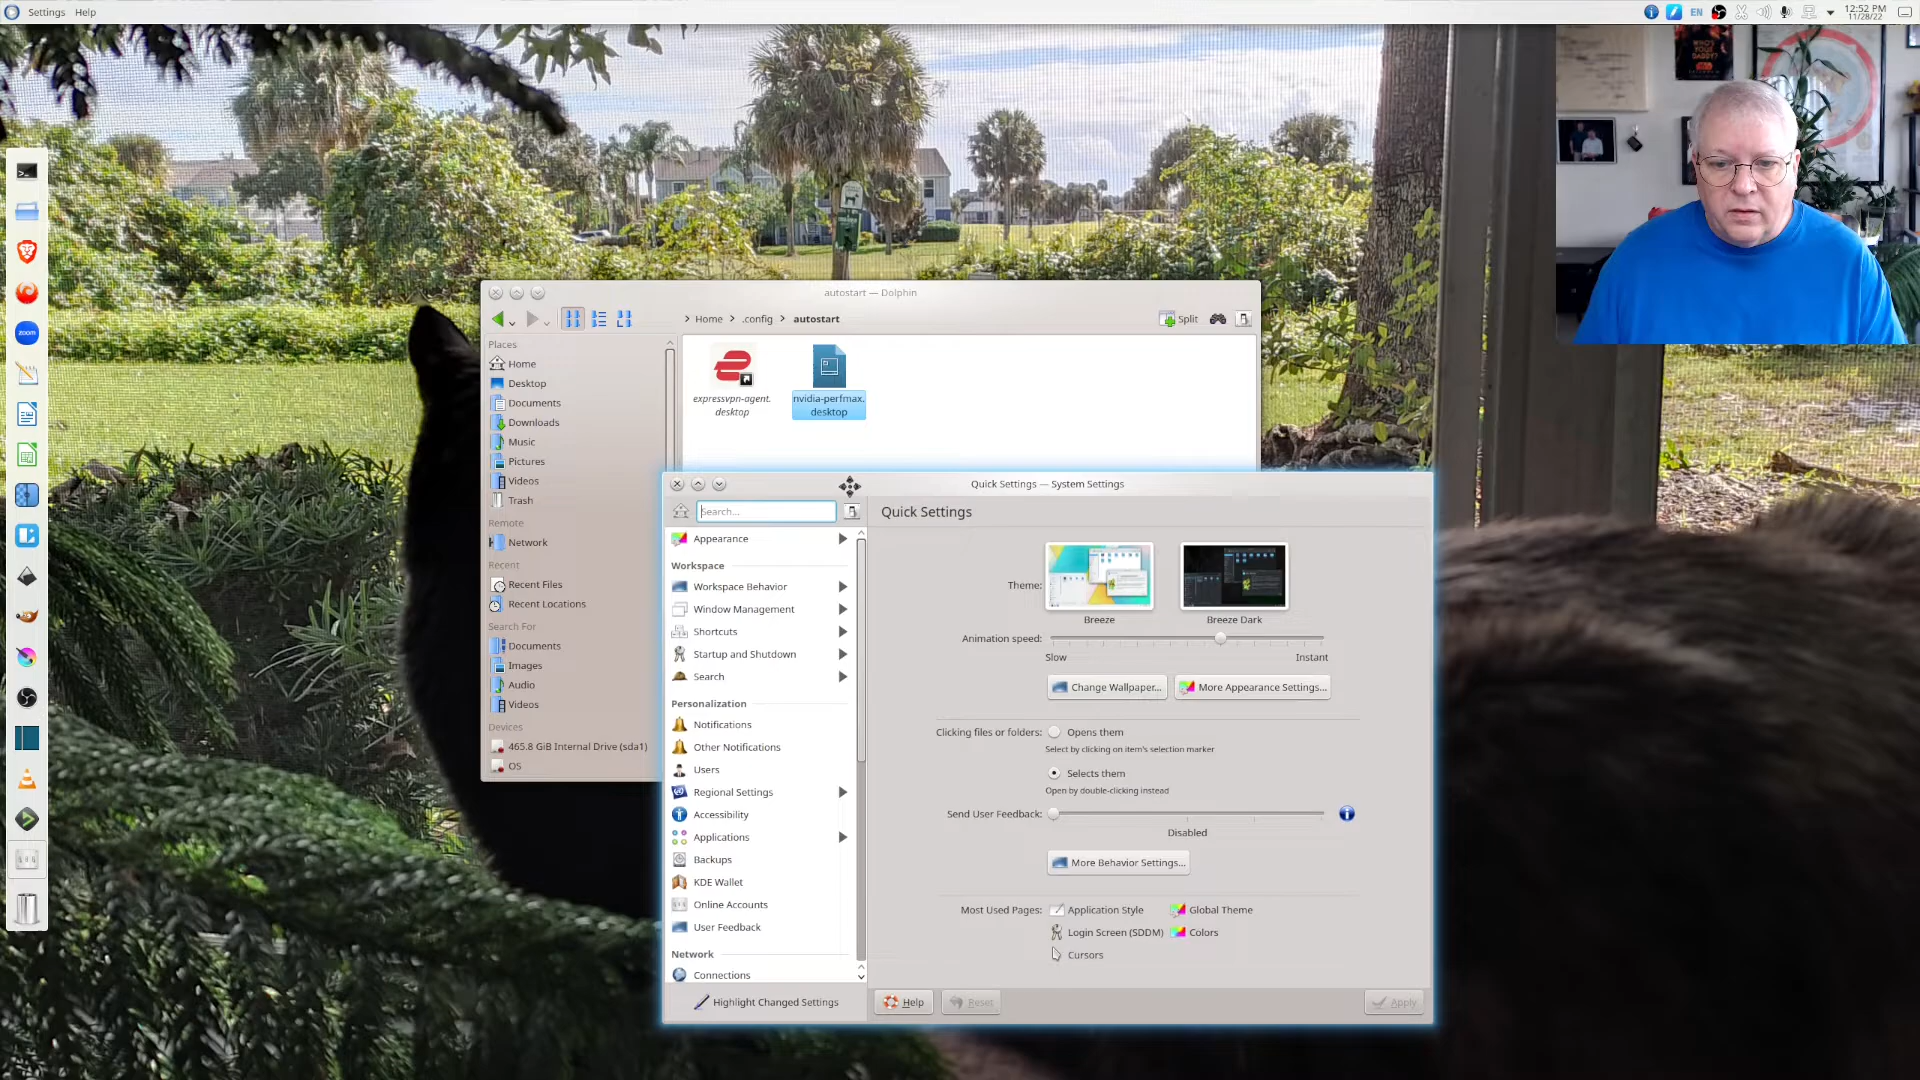 Settings Help
EN
12:52 PM
11/28/22
WHO'S
YOUR
DADDY?
zoom
autostart — Dolphin
Home .config autostart
Split
Places
Home
Desktop
Documents
Downloads
Music
Pictures
Videos
Trash
Remote
Network
Recent
Recent Files
Recent Locations
Search For
Documents
Images
Audio
Videos
Devices
465.8 GiB Internal Drive (sda1)
OS
expressvpn-agent.
desktop
nvidia-perfmax.
desktop
Quick Settings — System Settings
Search...
Quick Settings
Appearance
Workspace
Workspace Behavior
Window Management
Shortcuts
Startup and Shutdown
Search
Personalization
Notifications
Other Notifications
Users
Regional Settings
Accessibility
Applications
Backups
KDE Wallet
Online Accounts
User Feedback
Network
Connections
Highlight Changed Settings
Theme:
Breeze
Breeze Dark
Animation speed:
Slow
Instant
Change Wallpaper...
More Appearance Settings...
Clicking files or folders:
Opens them
Select by clicking on item's selection marker
Selects them
Open by double-clicking instead
Send User Feedback:
Disabled
More Behavior Settings...
Most Used Pages:
Application Style
Global Theme
Login Screen (SDDM)
Colors
Cursors
Help
Reset
Apply